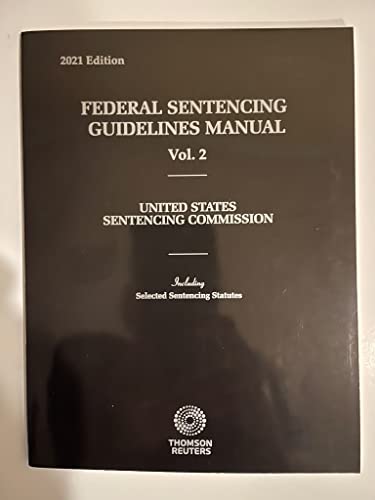 2021 Edition
FEDERAL SENTENCING
GUIDELINES MANUAL
Vol. 2
UNITED STATES
SENTENCING COMMISSION
Including
Selected Sentencing Statutes
THOMSON
REUTERS